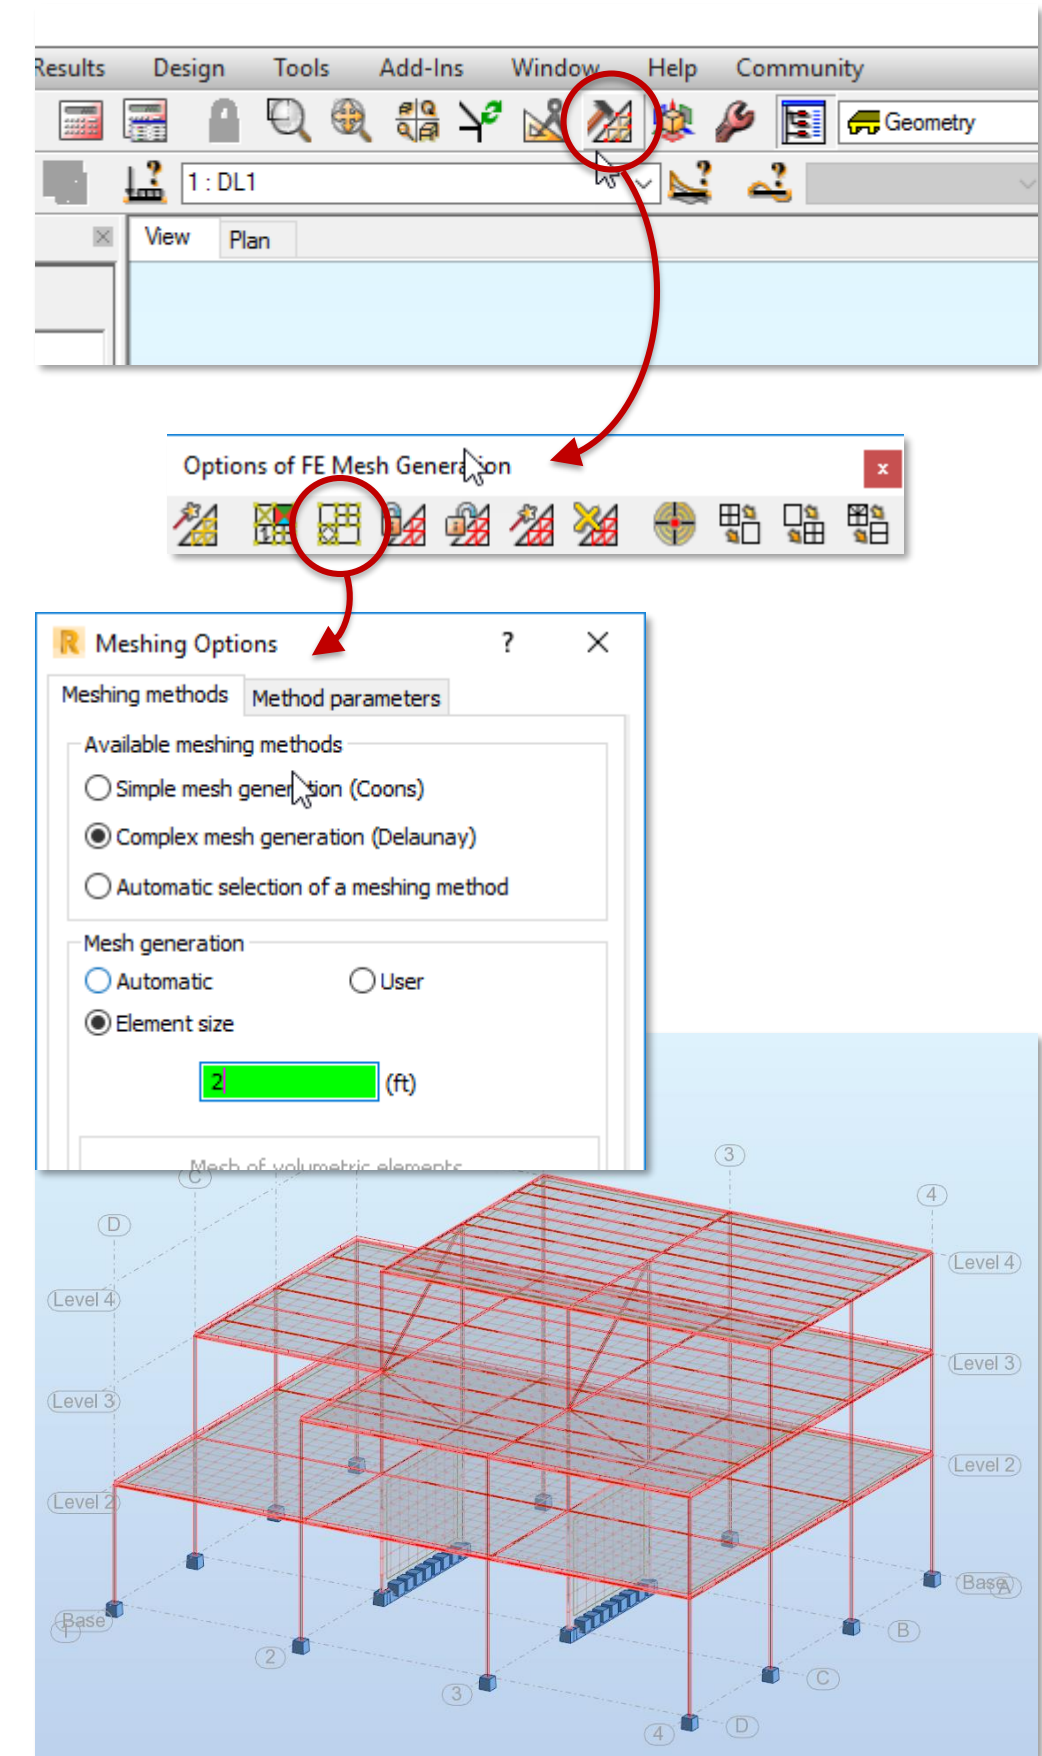 Results Design Tools Add-Ins Window Help Community
Geometry
1 : DL1
View Plan
Options of FE Mesh Generation
x
R Meshing Options ?
Meshing methods Method parameters
Available meshing methods
Simple mesh generation (Coons)
Complex mesh generation (Delaunay)
Automatic selection of a meshing method
Mesh generation
Automatic User
Element size
2 (ft)
Mesh of volumetric elements
3
C
4
D
Level 4
Level 4
Level 3
Level 3
Level 2
Level 2
Base A
Base
1
B
2
C
3
D
4